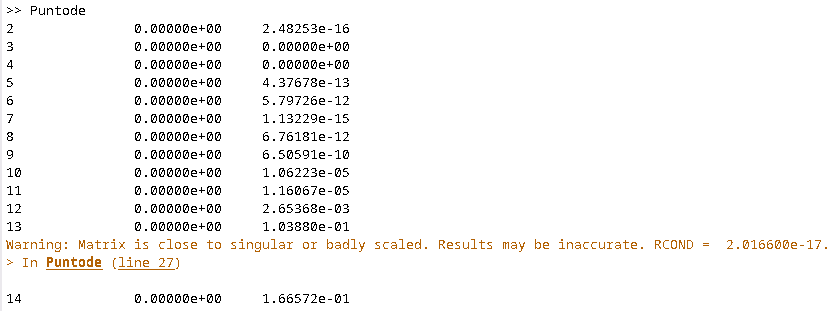 >> Puntode
2 0.00000e+00 2.48253e-16
3 0.00000e+00 0.00000e+00
4 0.00000e+00 0.00000e+00
5 0.00000e+00 4.37678e-13
6 0.00000e+00 5.79726e-12
7 0.00000e+00 1.13229e-15
8 0.00000e+00 6.76181e-12
9 0.00000e+00 6.50591e-10
10 0.00000e+00 1.06223e-05
11 0.00000e+00 1.16067e-05
12 0.00000e+00 2.65368e-03
13 0.00000e+00 1.03880e-01
Warning: Matrix is close to singular or badly scaled. Results may be inaccurate. RCOND =  2.016600e-17.
> In Puntode (line 27)
14 0.00000e+00 1.66572e-01